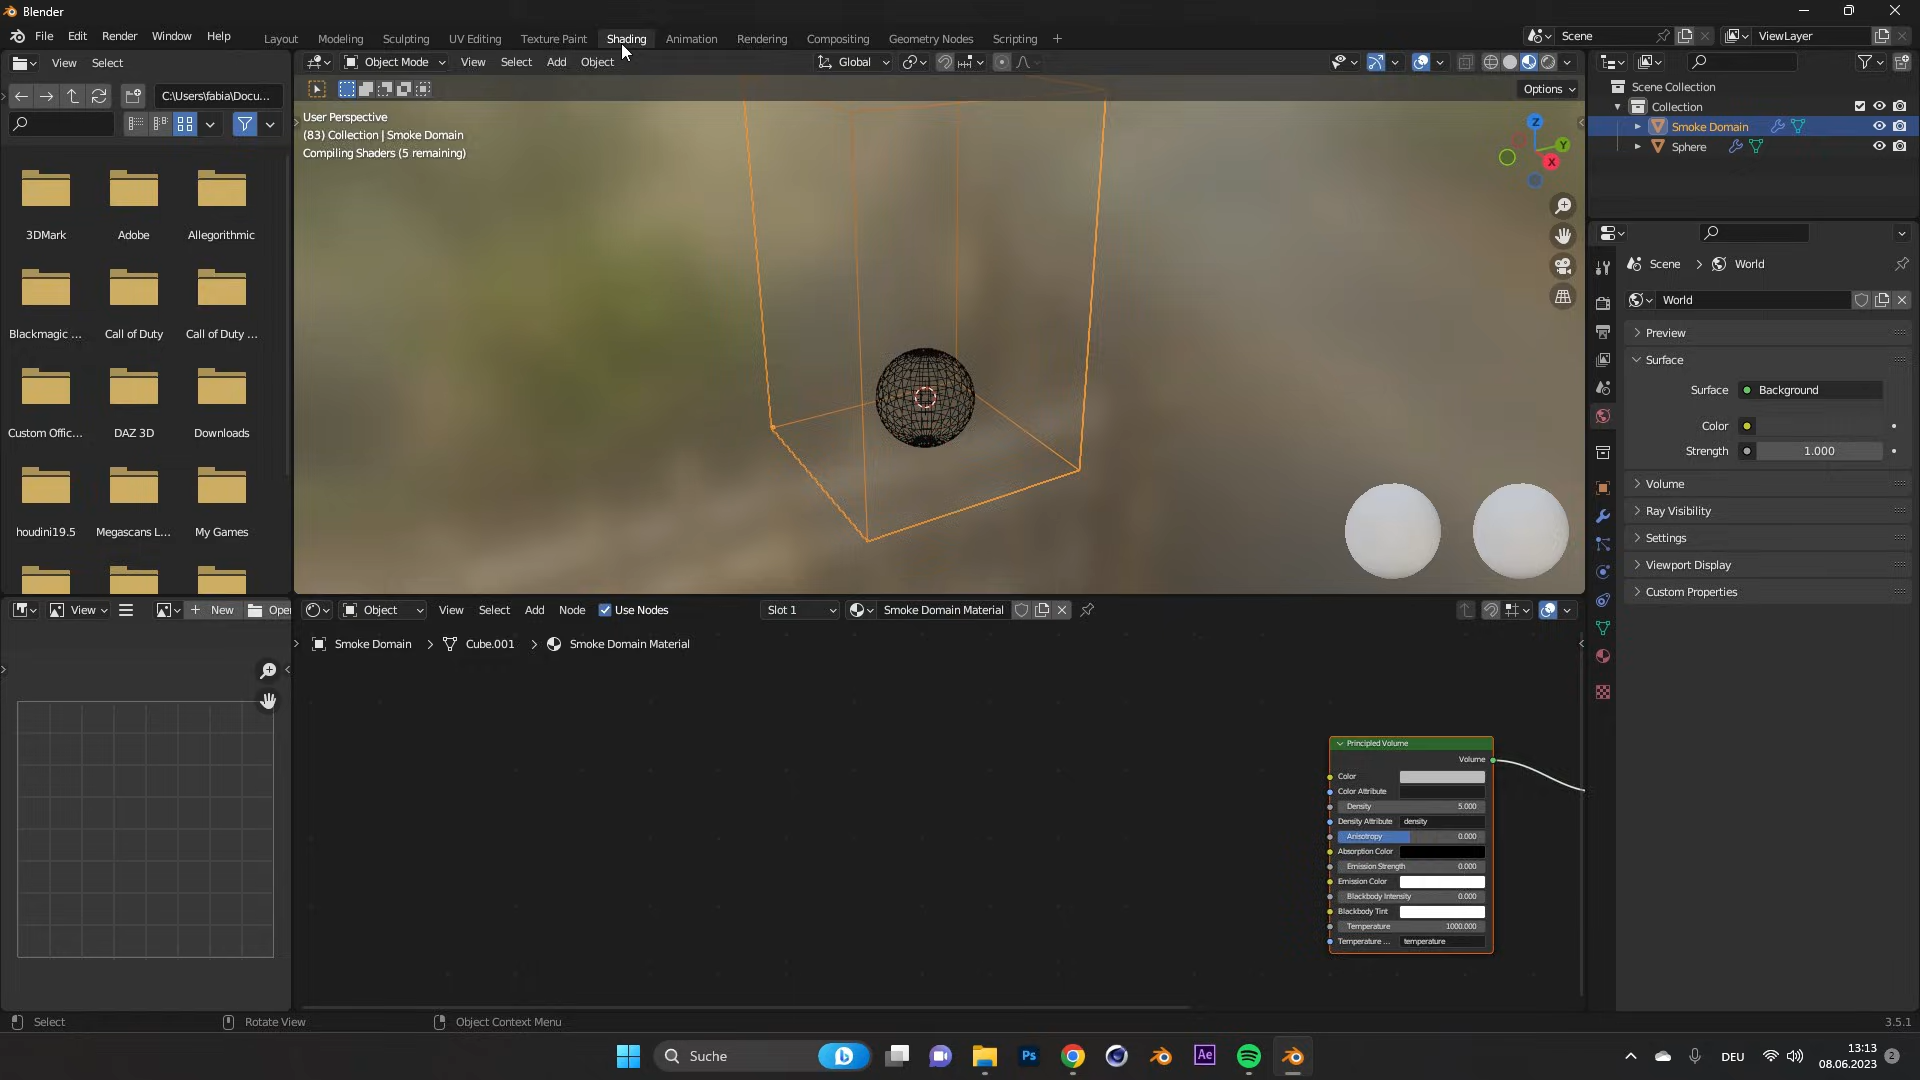 Blender
File Edit Render Window Help
Layout Modeling Sculpting UV Editing Texture Paint Shading Animation Rendering Compositing Geometry Nodes Scripting +
Scene ViewLayer
View Select
C:\Users\fabia\Docu...
3DMark Adobe Allegorithmic
Blackmagic ... Call of Duty Call of Duty ...
Custom Offic... DAZ 3D Downloads
houdini19.5 Megascans L... My Games
Object Mode View Select Add Object Global
Options
User Perspective
(83) Collection | Smoke Domain
Compiling Shaders (5 remaining)
Z
Y
X
Scene Collection
Collection
Smoke Domain
Sphere
Scene > World
World
Preview
Surface
Surface Background
Color
Strength 1.000
Volume
Ray Visibility
Settings
Viewport Display
Custom Properties
View New Open
Object View Select Add Node Use Nodes Slot 1 Smoke Domain Material
Smoke Domain > Cube.001 > Smoke Domain Material
Principled Volume
Volume
Color
Color Attribute
Density 5.000
Density Attribute density
Anisotropy 0.000
Absorption Color
Emission Strength 0.000
Emission Color
Blackbody Intensity 0.000
Blackbody Tint
Temperature 1000.000
Temperature ... temperature
Select Rotate View Object Context Menu 3.5.1
Suche
Ps
Ae
DEU
13:13
08.06.2023
2